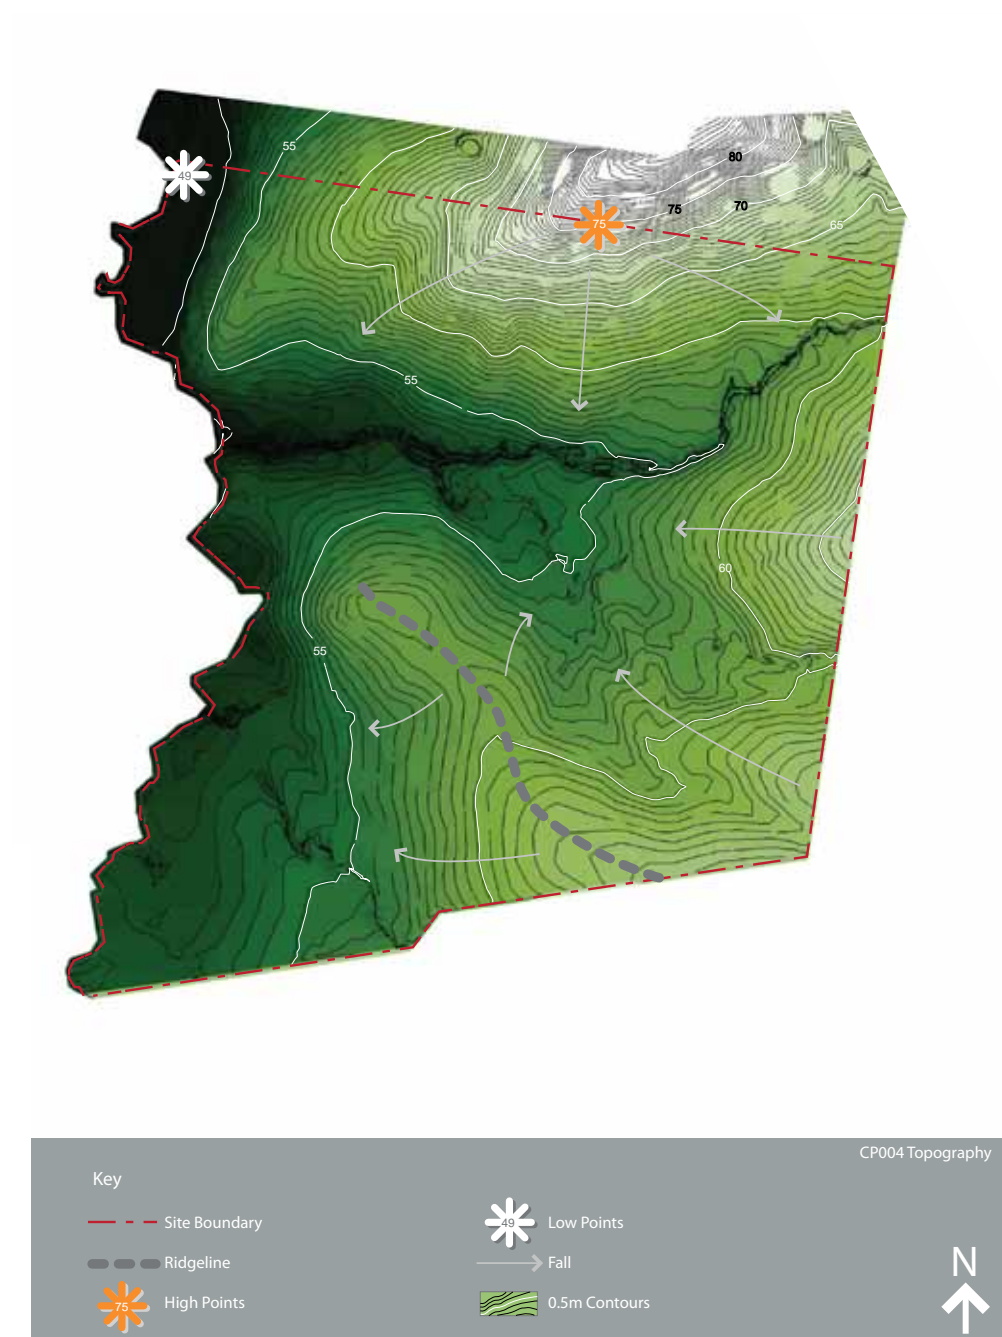 55
80
49
75
70
75
65
55
60
55
CP004 Topography
Key
Site Boundary
49 Low Points
Ridgeline
Fall
N
75 High Points
0.5m Contours